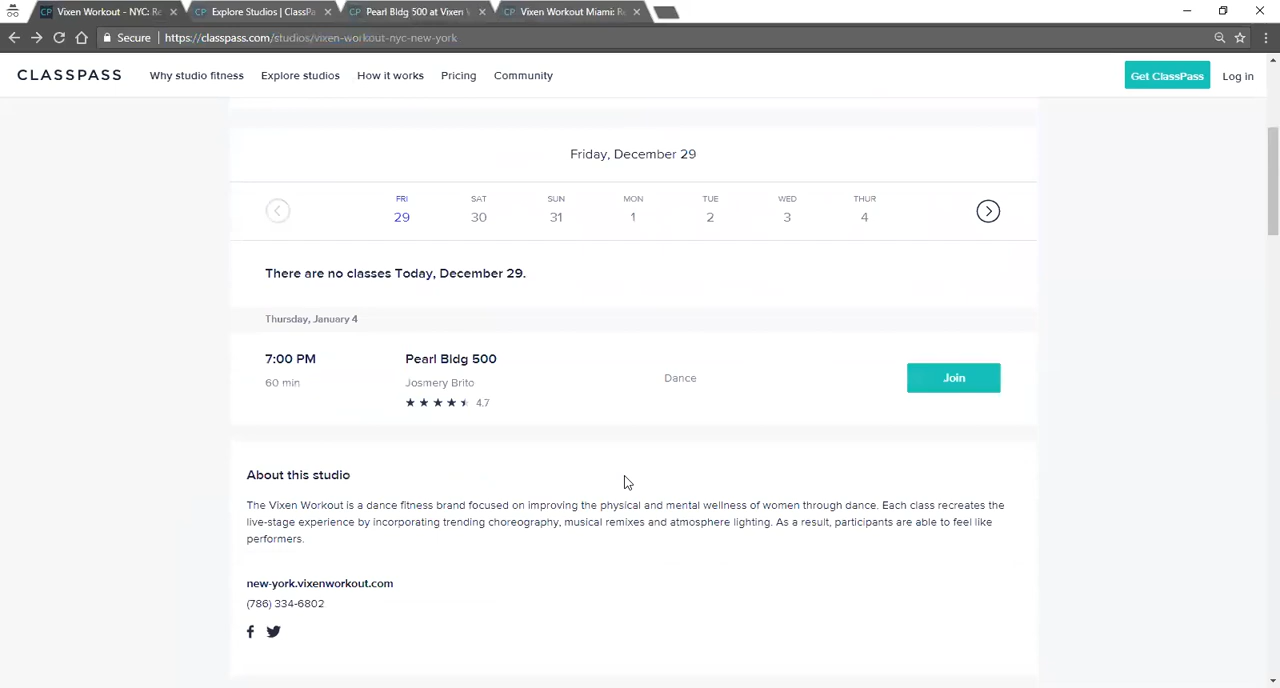 Vixen Workout - NYC: Re
Explore Studios | ClassPa
Pearl Bldg 500 at Vixen
Vixen Workout Miami: Re
Secure | https://classpass.com/studios/vixen-workout-nyc-new-york
CLASSPASS Why studio fitness Explore studios How it works Pricing Community Get ClassPass Log in
Friday, December 29
FRI SAT SUN MON TUE WED THUR
29 30 31 1 2 3 4
There are no classes Today, December 29.
Thursday, January 4
7:00 PM Pearl Bldg 500
60 min Josmery Brito Dance Join
4.7
About this studio
The Vixen Workout is a dance fitness brand focused on improving the physical and mental wellness of women through dance. Each class recreates the
live-stage experience by incorporating trending choreography, musical remixes and atmosphere lighting. As a result, participants are able to feel like
performers.
new-york.vixenworkout.com
(786) 334-6802